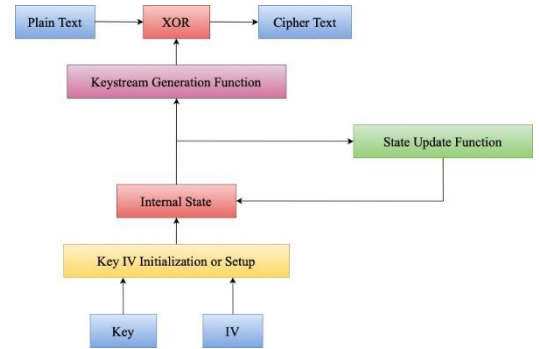 Plain Text
XOR
Cipher Text
Keystream Generation Function
State Update Function
Internal State
Key IV Initialization or Setup
Key
IV